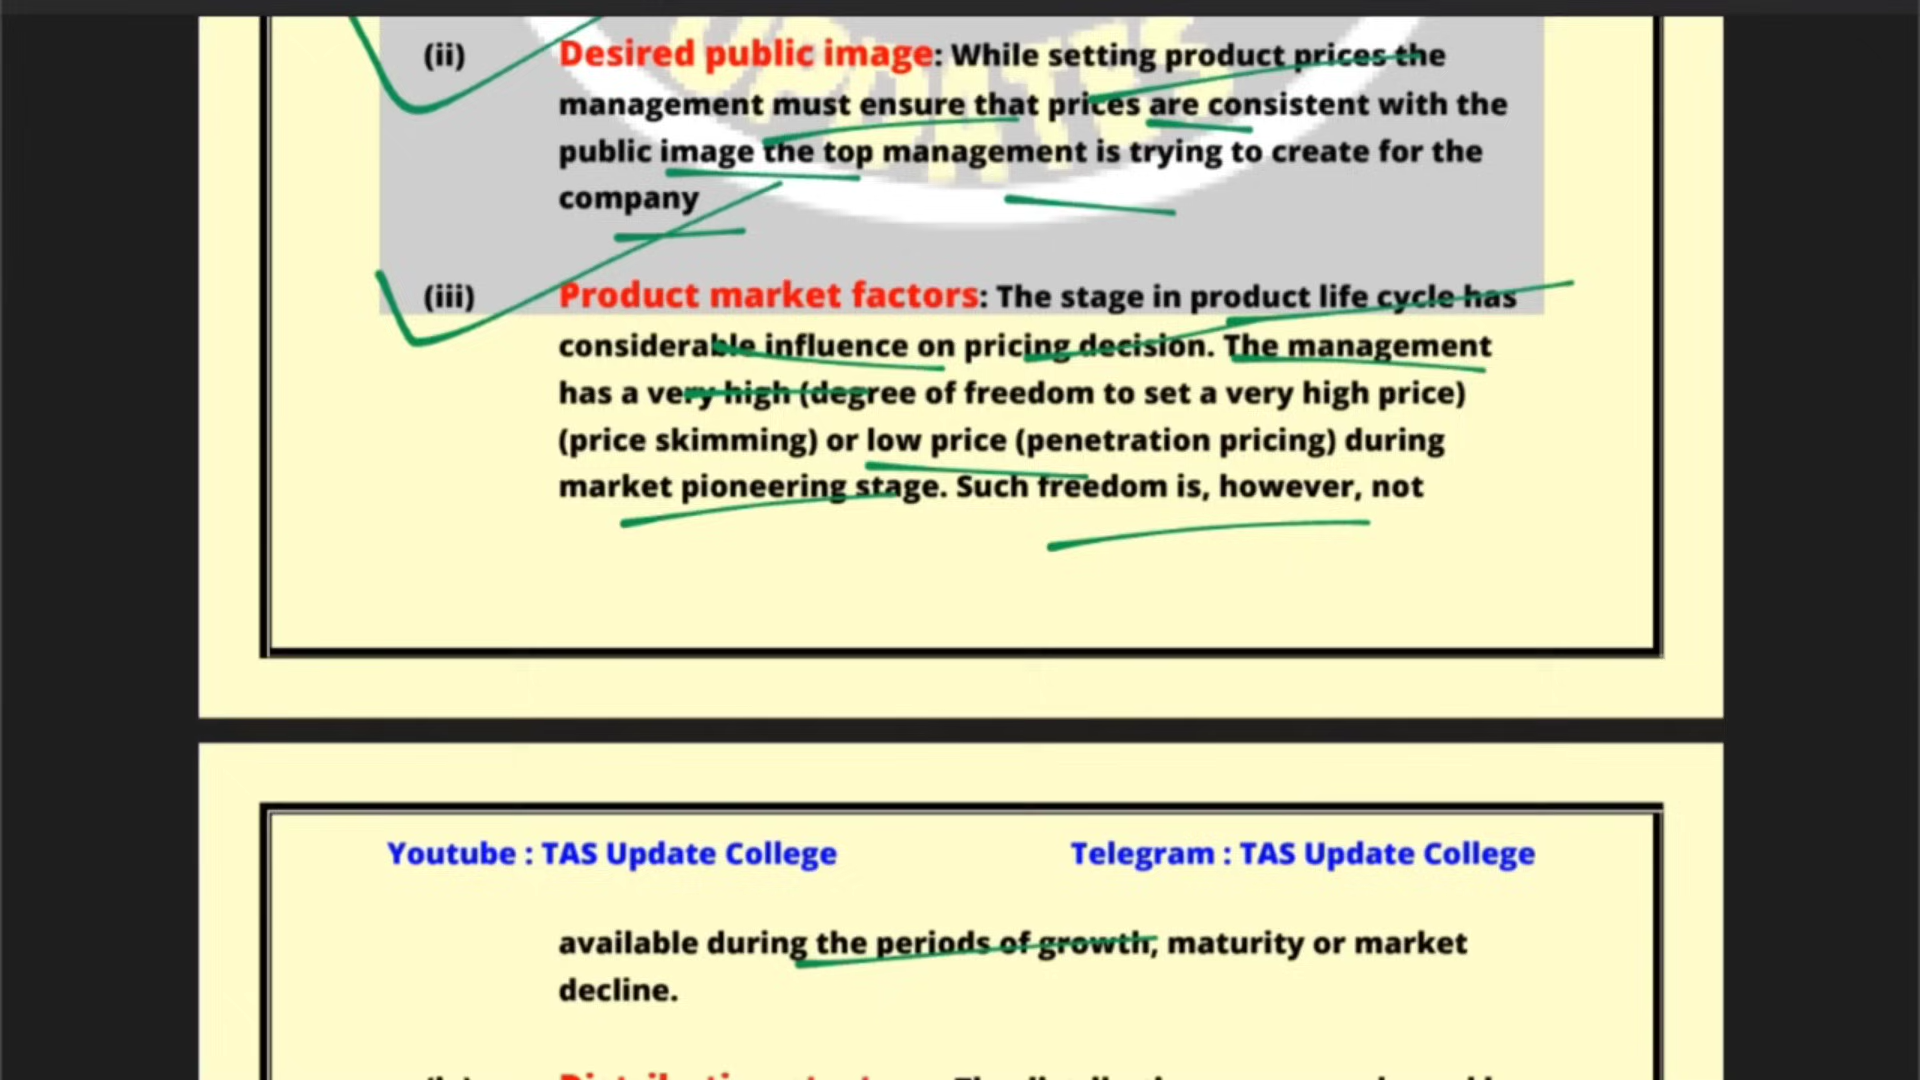 (ii) Desired public image: While setting product prices the
management must ensure that prices are consistent with the
public image the top management is trying to create for the
company
(iii) Product market factors: The stage in product life cycle has
considerable influence on pricing decision. The management
has a very high (degree of freedom to set a very high price)
(price skimming) or low price (penetration pricing) during
market pioneering stage. Such freedom is, however, not
Youtube : TAS Update College
Telegram : TAS Update College
available during the periods of growth, maturity or market
decline.